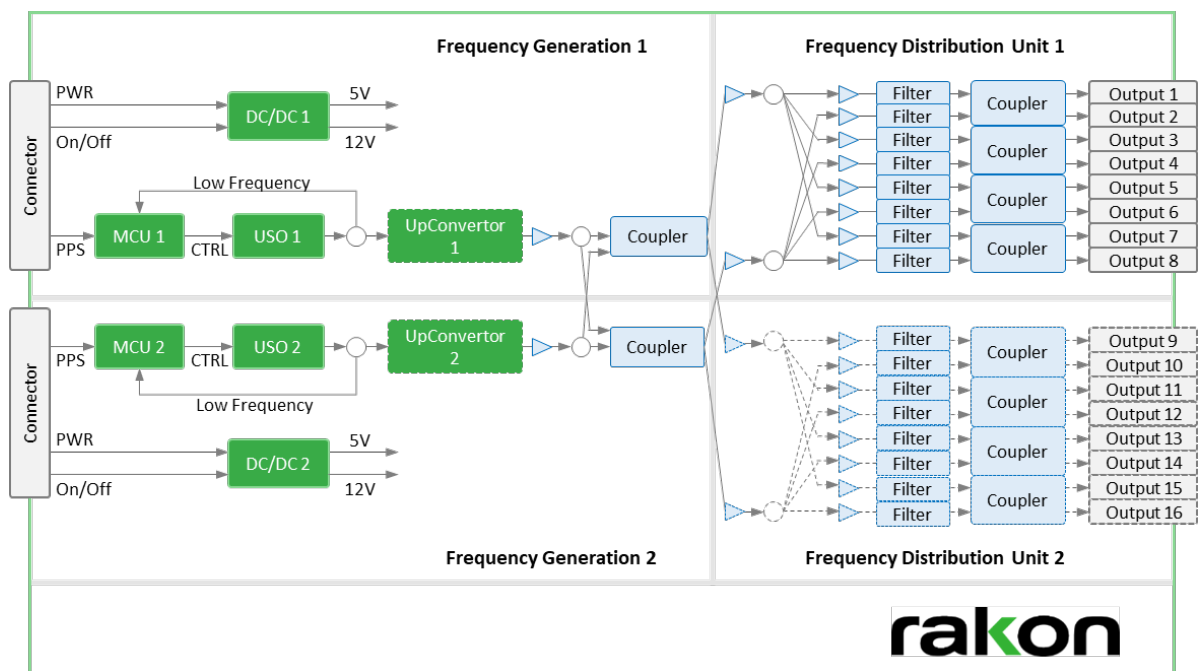 Frequency Generation 1
Frequency Distribution Unit 1
Connector
PWR
On/Off
DC/DC 1
5V
12V
Low Frequency
PPS
MCU 1
CTRL
USO 1
UpConvertor
1
Coupler
Filter
Filter
Filter
Filter
Filter
Filter
Filter
Filter
Coupler
Coupler
Coupler
Coupler
Output 1
Output 2
Output 3
Output 4
Output 5
Output 6
Output 7
Output 8
Connector
PPS
MCU 2
CTRL
USO 2
UpConvertor
2
Coupler
Low Frequency
PWR
On/Off
DC/DC 2
5V
12V
Filter
Filter
Filter
Filter
Filter
Filter
Filter
Filter
Coupler
Coupler
Coupler
Coupler
Output 9
Output 10
Output 11
Output 12
Output 13
Output 14
Output 15
Output 16
Frequency Generation 2
Frequency Distribution Unit 2
rakon